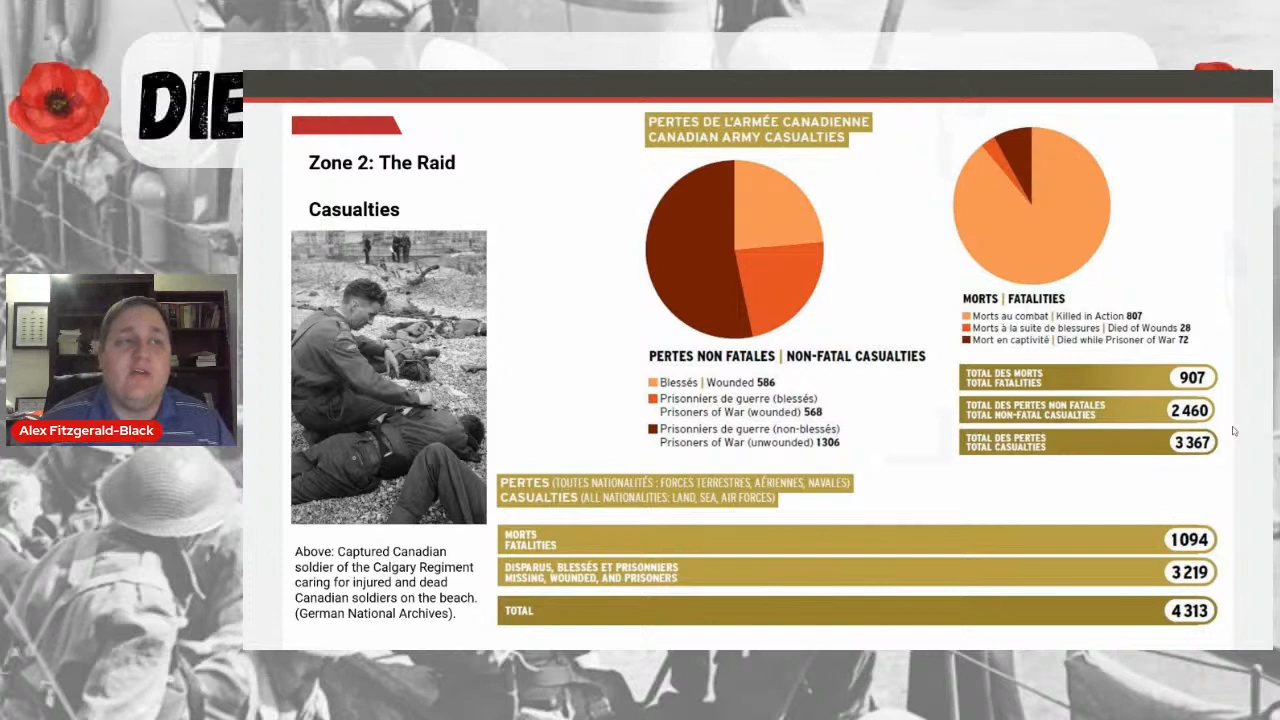 DIE
Zone 2: The Raid
Casualties
Above: Captured Canadian
soldier of the Calgary Regiment
caring for injured and dead
Canadian soldiers on the beach.
(German National Archives).
PERTES DE L'ARMÉE CANADIENNE
CANADIAN ARMY CASUALTIES
PERTES NON FATALES | NON-FATAL CASUALTIES
Blessés | Wounded 586
Prisonniers de guerre (blessés)
Prisoners of War (wounded) 568
Prisonniers de guerre (non-blessés)
Prisoners of War (unwounded) 1306
MORTS | FATALITIES
Morts au combat | Killed in Action 807
Morts à la suite de blessures | Died of Wounds 28
Mort en captivité | Died while Prisoner of War 72
TOTAL DES MORTS
TOTAL FATALITIES
907
TOTAL DES PERTES NON FATALES
TOTAL NON-FATAL CASUALTIES
2 460
TOTAL DES PERTES
TOTAL CASUALTIES
3 367
PERTES (TOUTES NATIONALITÉS : FORCES TERRESTRES, AÉRIENNES, NAVALES)
CASUALTIES (ALL NATIONALITIES: LAND, SEA, AIR FORCES)
MORTS
FATALITIES
1 094
DISPARUS, BLESSÉS ET PRISONNIERS
MISSING, WOUNDED, AND PRISONERS
3 219
TOTAL
4 313
Alex Fitzgerald-Black